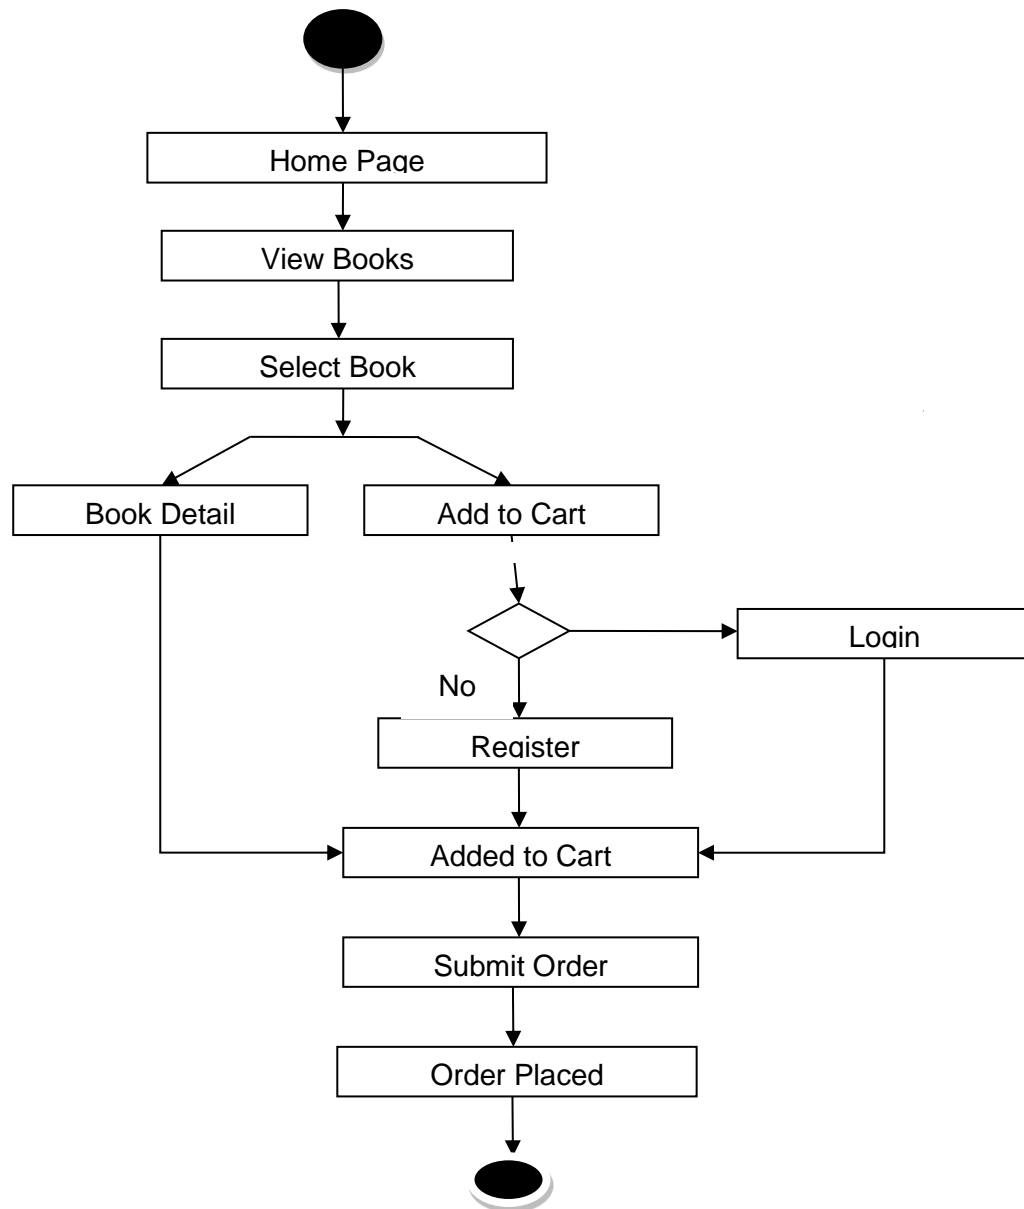 Home Page
View Books
Select Book
Book Detail
Add to Cart
Login
No
Register
Added to Cart
Submit Order
Order Placed